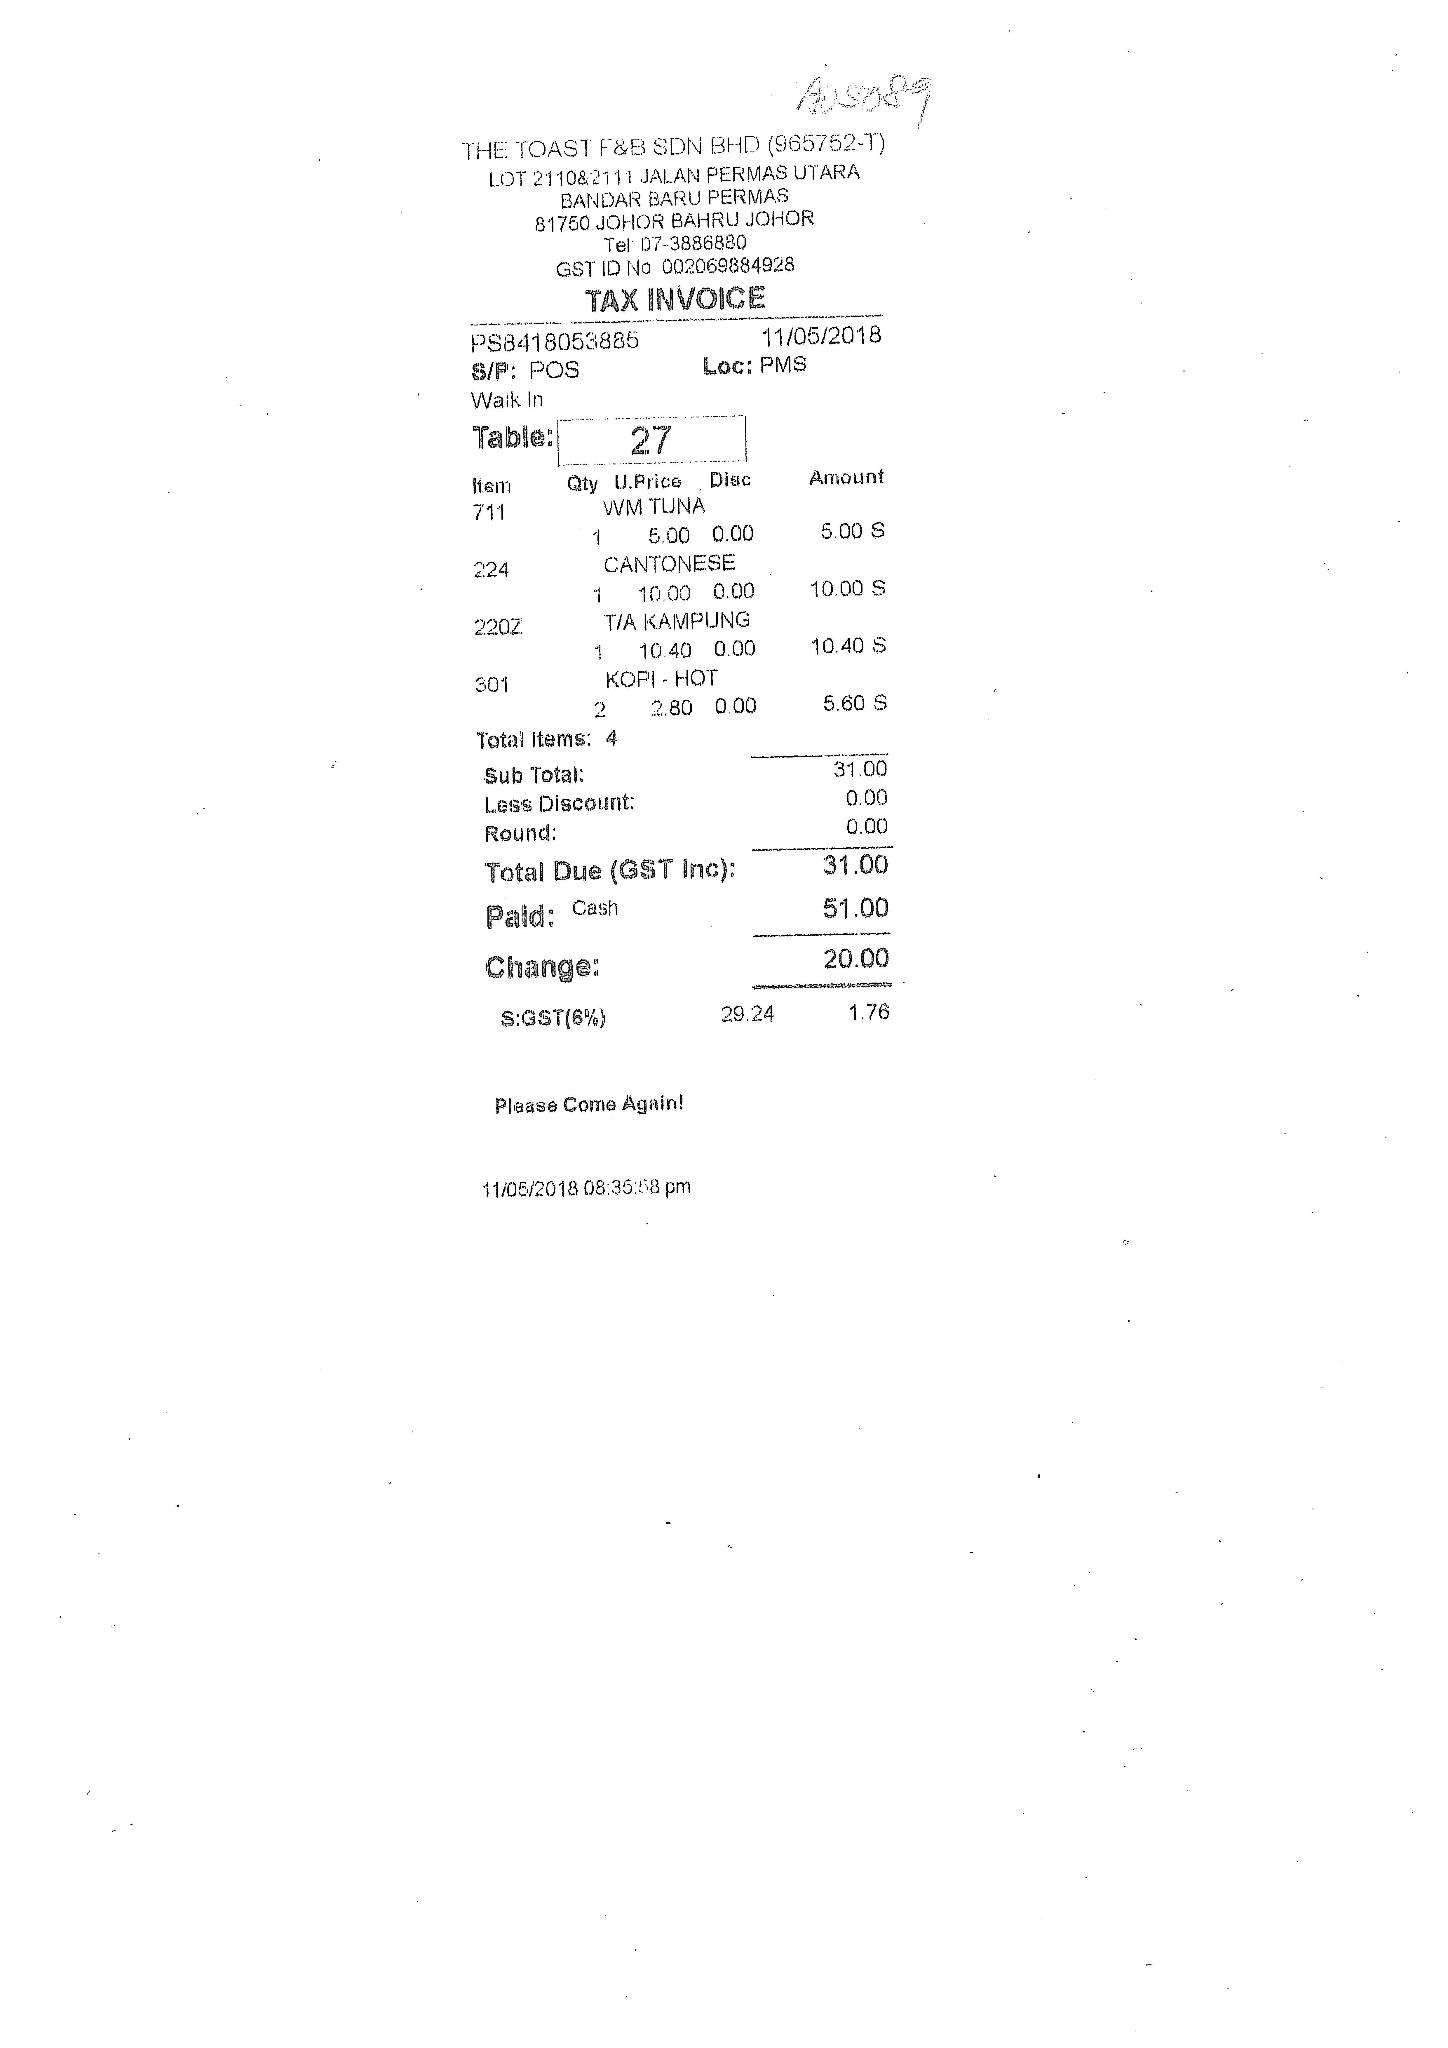 THE TOAST F&B SDN BHD (965752-T)
LOT 2110&2111 JALAN PERMAS UTARA
BANDAR BARU PERMAS
81750 JOHOR BAHRU JOHOR
Tel: 07-3886880
GST ID No 002069884928
TAX INVOICE
PS8418053885 11/05/2018
S/P: POS Loc: PMS
Walk In
Table: 27
Item Qty U.Price Disc Amount
711 WM TUNA
1 5.00 0.00 5.00 S
224 CANTONESE
1 10.00 0.00 10.00 S
220Z T/A KAMPUNG
1 10.40 0.00 10.40 S
301 KOPI - HOT
2 2.80 0.00 5.60 S
Total Items: 4
Sub Total: 31.00
Less Discount: 0.00
Round: 0.00
Total Due (GST Inc): 31.00
Paid: Cash 51.00
Change: 20.00
S:GST(6%) 29.24 1.76
Please Come Again!
11/05/2018 pm